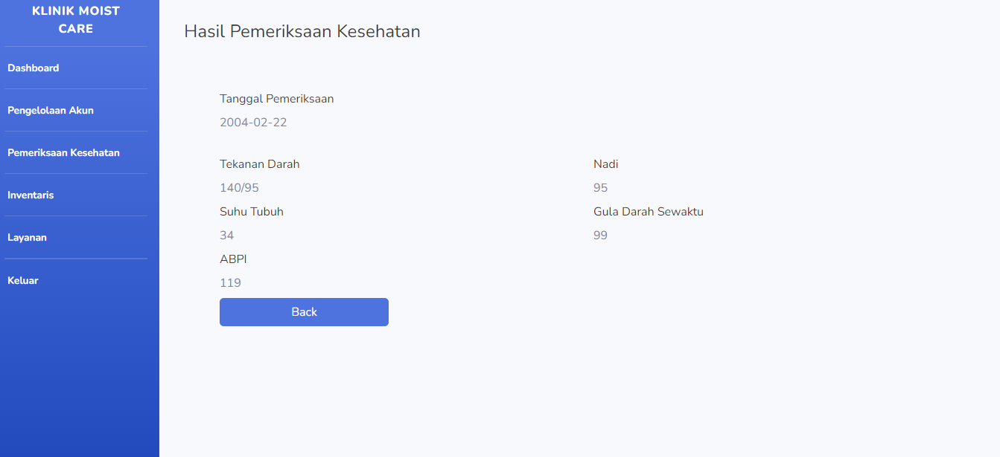 KLINIK MOIST
CARE
Dashboard
Pengelolaan Akun
Pemeriksaan Kesehatan
Inventaris
Layanan
Keluar
Hasil Pemeriksaan Kesehatan
Tanggal Pemeriksaan
2004-02-22
Tekanan Darah
140/95
Nadi
95
Suhu Tubuh
34
Gula Darah Sewaktu
99
ABPI
119
Back